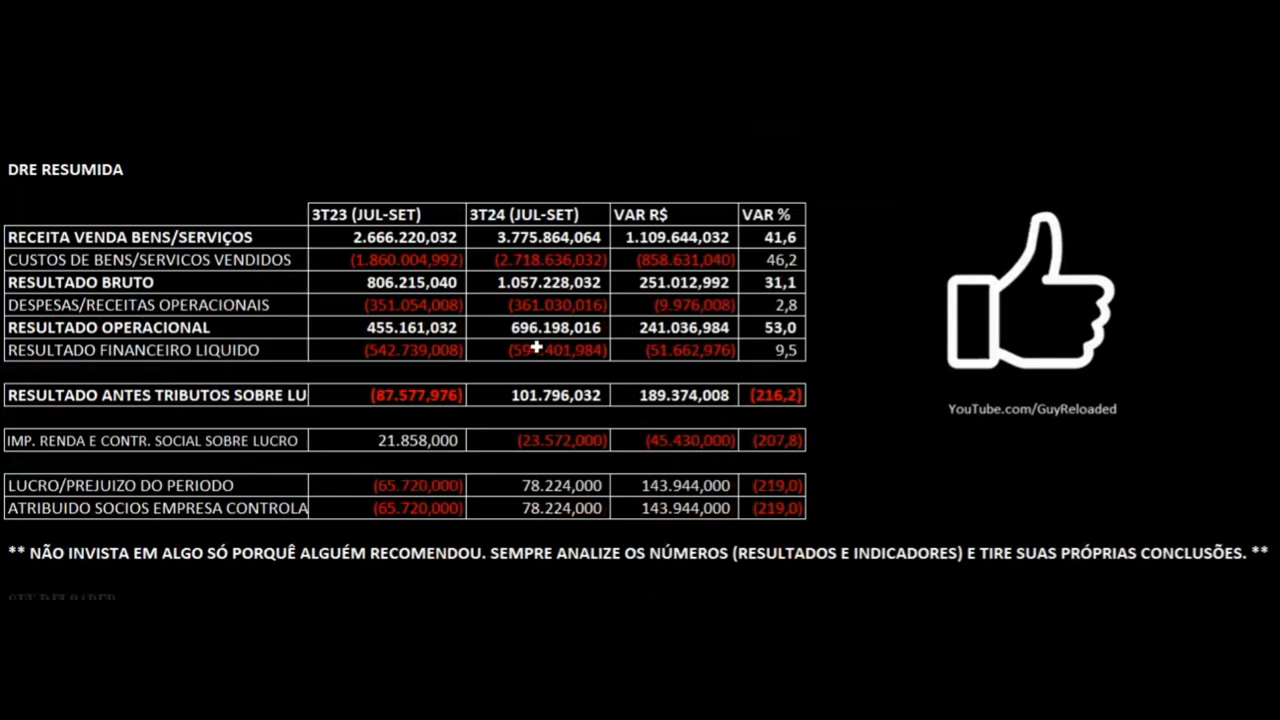 DRE RESUMIDA
3T23 (JUL-SET) 3T24 (JUL-SET) VAR R$ VAR %
RECEITA VENDA BENS/SERVIÇOS 2.666.220,032 3.775.864,064 1.109.644,032 41,6
CUSTOS DE BENS/SERVICOS VENDIDOS (1.860.004,992) (2.718.636,032) (858.631,040) 46,2
RESULTADO BRUTO 806.215,040 1.057.228,032 251.012,992 31,1
DESPESAS/RECEITAS OPERACIONAIS (351.054,008) (361.030,016) (9.976,008) 2,8
RESULTADO OPERACIONAL 455.161,032 696.198,016 241.036,984 53,0
RESULTADO FINANCEIRO LIQUIDO (542.739,008) (51.662,976) 9,5
RESULTADO ANTES TRIBUTOS SOBRE LU (87.577,976) 101.796,032 189.374,008 (216,2)
IMP. RENDA E CONTR. SOCIAL SOBRE LUCRO 21.858,000 (23.572,000) (45.430,000) (207,8)
LUCRO/PREJUIZO DO PERIODO (65.720,000) 78.224,000 143.944,000 (219,0)
ATRIBUIDO SOCIOS EMPRESA CONTROLA (65.720,000) 78.224,000 143.944,000 (219,0)
YouTube.com/GuyReloaded
** NÃO INVISTA EM ALGO SÓ PORQUÊ ALGUÉM RECOMENDOU. SEMPRE ANALIZE OS NÚMEROS (RESULTADOS E INDICADORES) E TIRE SUAS PRÓPRIAS CONCLUSÕES. **